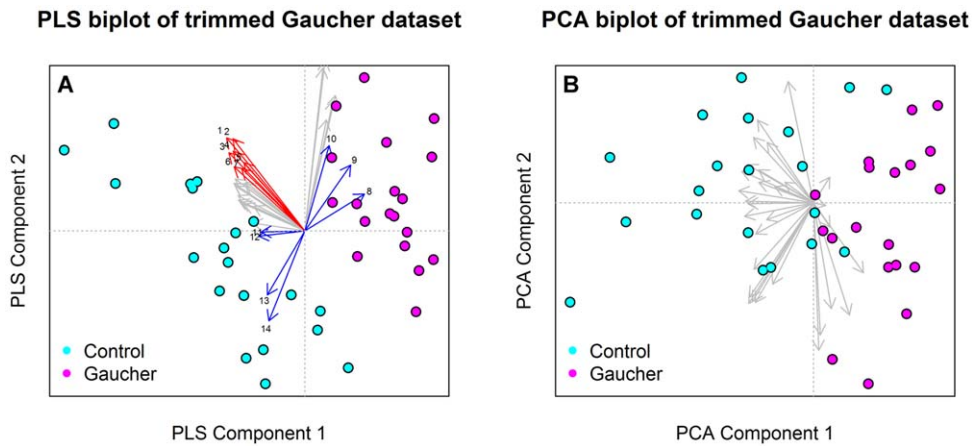 PLS biplot of trimmed Gaucher dataset
A
1 2
3 4
6
10
9
8
11
12
13
14
Control
Gaucher
PLS Component 1
PLS Component 2
PCA biplot of trimmed Gaucher dataset
B
Control
Gaucher
PCA Component 1
PCA Component 2